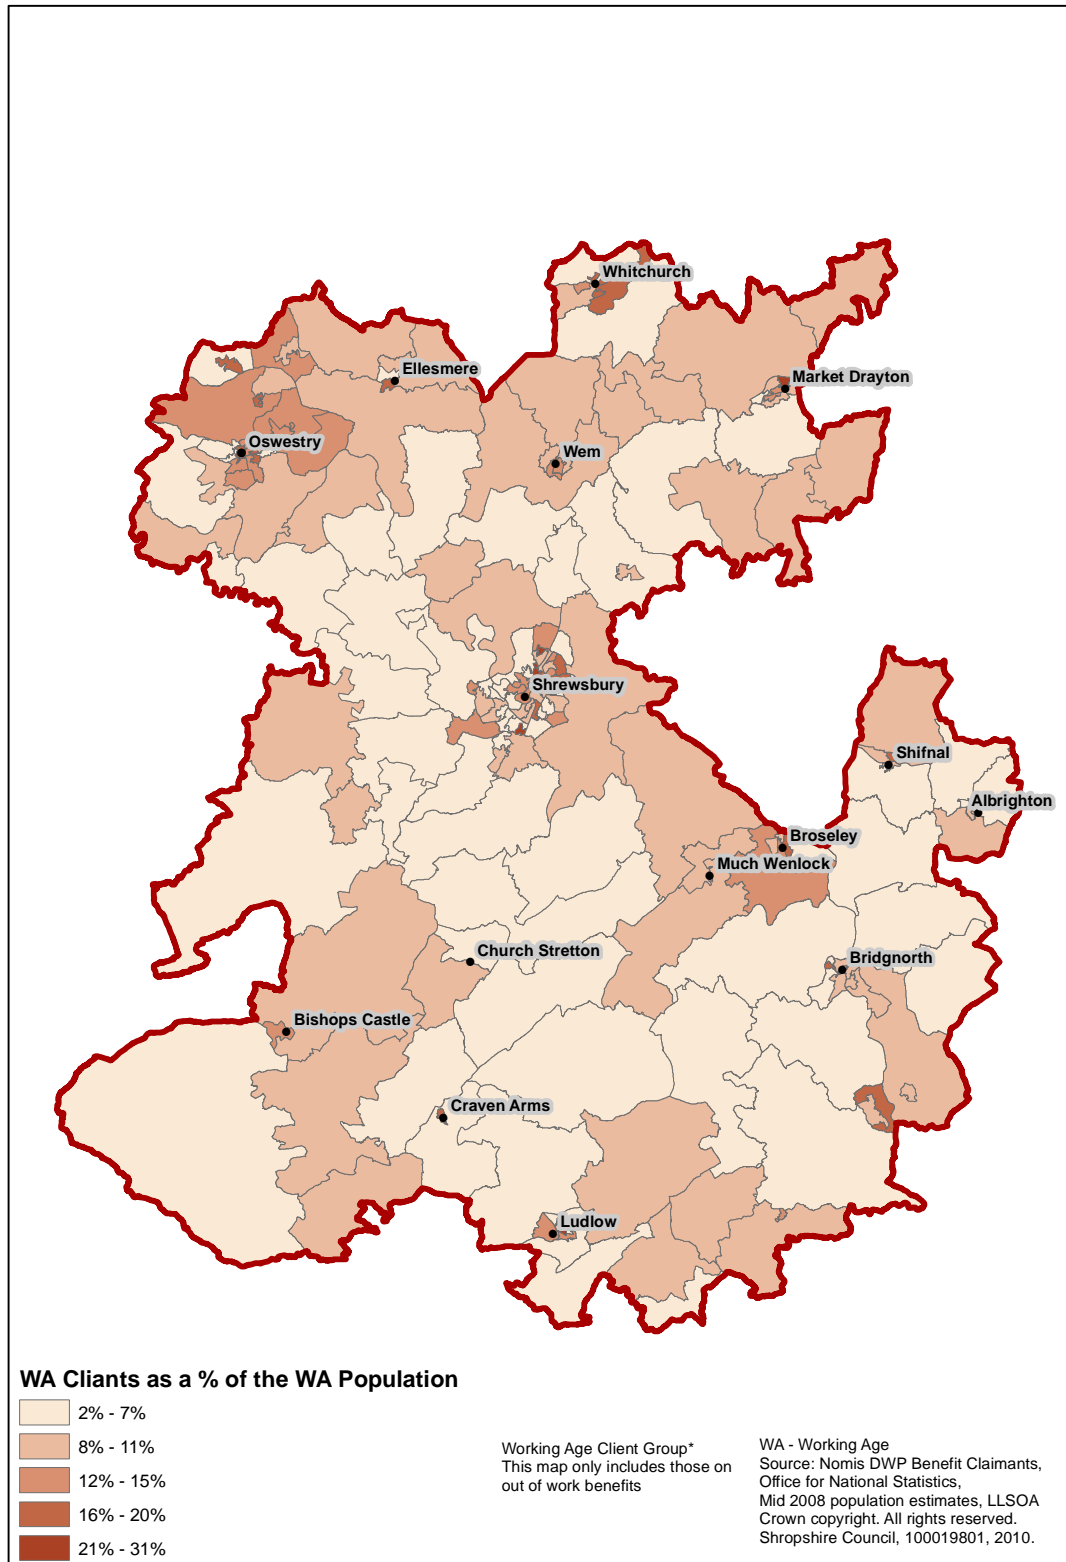 Whitchurch
Ellesmere
Market Drayton
Oswestry
Wem
Shrewsbury
Shifnal
Albrighton
Broseley
Much Wenlock
Church Stretton
Bridgnorth
Bishops Castle
Craven Arms
Ludlow
WA Cliants as a % of the WA Population
2% - 7%
8% - 11%
12% - 15%
16% - 20%
21% - 31%
Working Age Client Group*
This map only includes those on
out of work benefits
WA - Working Age
Source: Nomis DWP Benefit Claimants,
Office for National Statistics,
Mid 2008 population estimates, LLSOA
Crown copyright. All rights reserved.
Shropshire Council, 100019801, 2010.